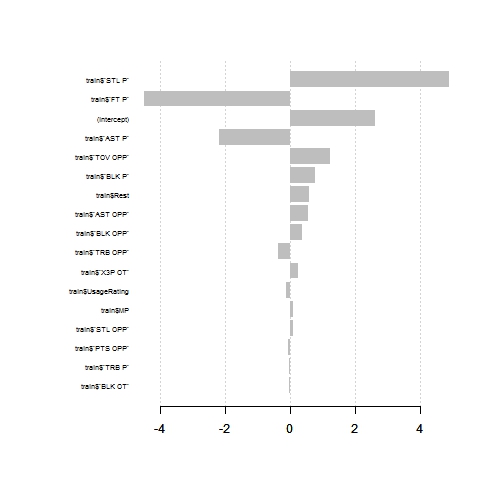 train$`STL P`
train$`FT P`
(Intercept)
train$`AST P`
train$`TOV OPP`
train$`BLK P`
train$Rest
train$`AST OPP`
train$`BLK OPP`
train$`TRB OPP`
train$`X3P OT`
train$UsageRating
train$MP
train$`STL OPP`
train$`PTS OPP`
train$`TRB P`
train$`BLK OT`
-4 -2 0 2 4